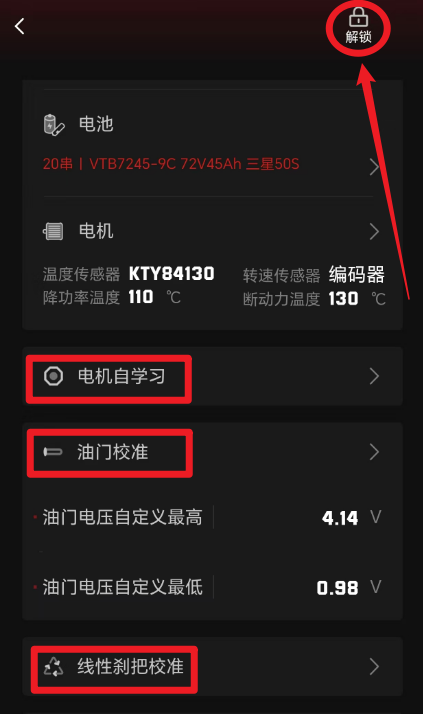 解锁
电池
20串丨VTB7245-9C 72V45Ah 三星50S
电机
温度传感器 KTY84130 转速传感器 编码器
降功率温度 110 ℃ 断动力温度 130 ℃
电机自学习
油门校准
油门电压自定义最高 4.14 V
油门电压自定义最低 0.98 V
线性刹把校准